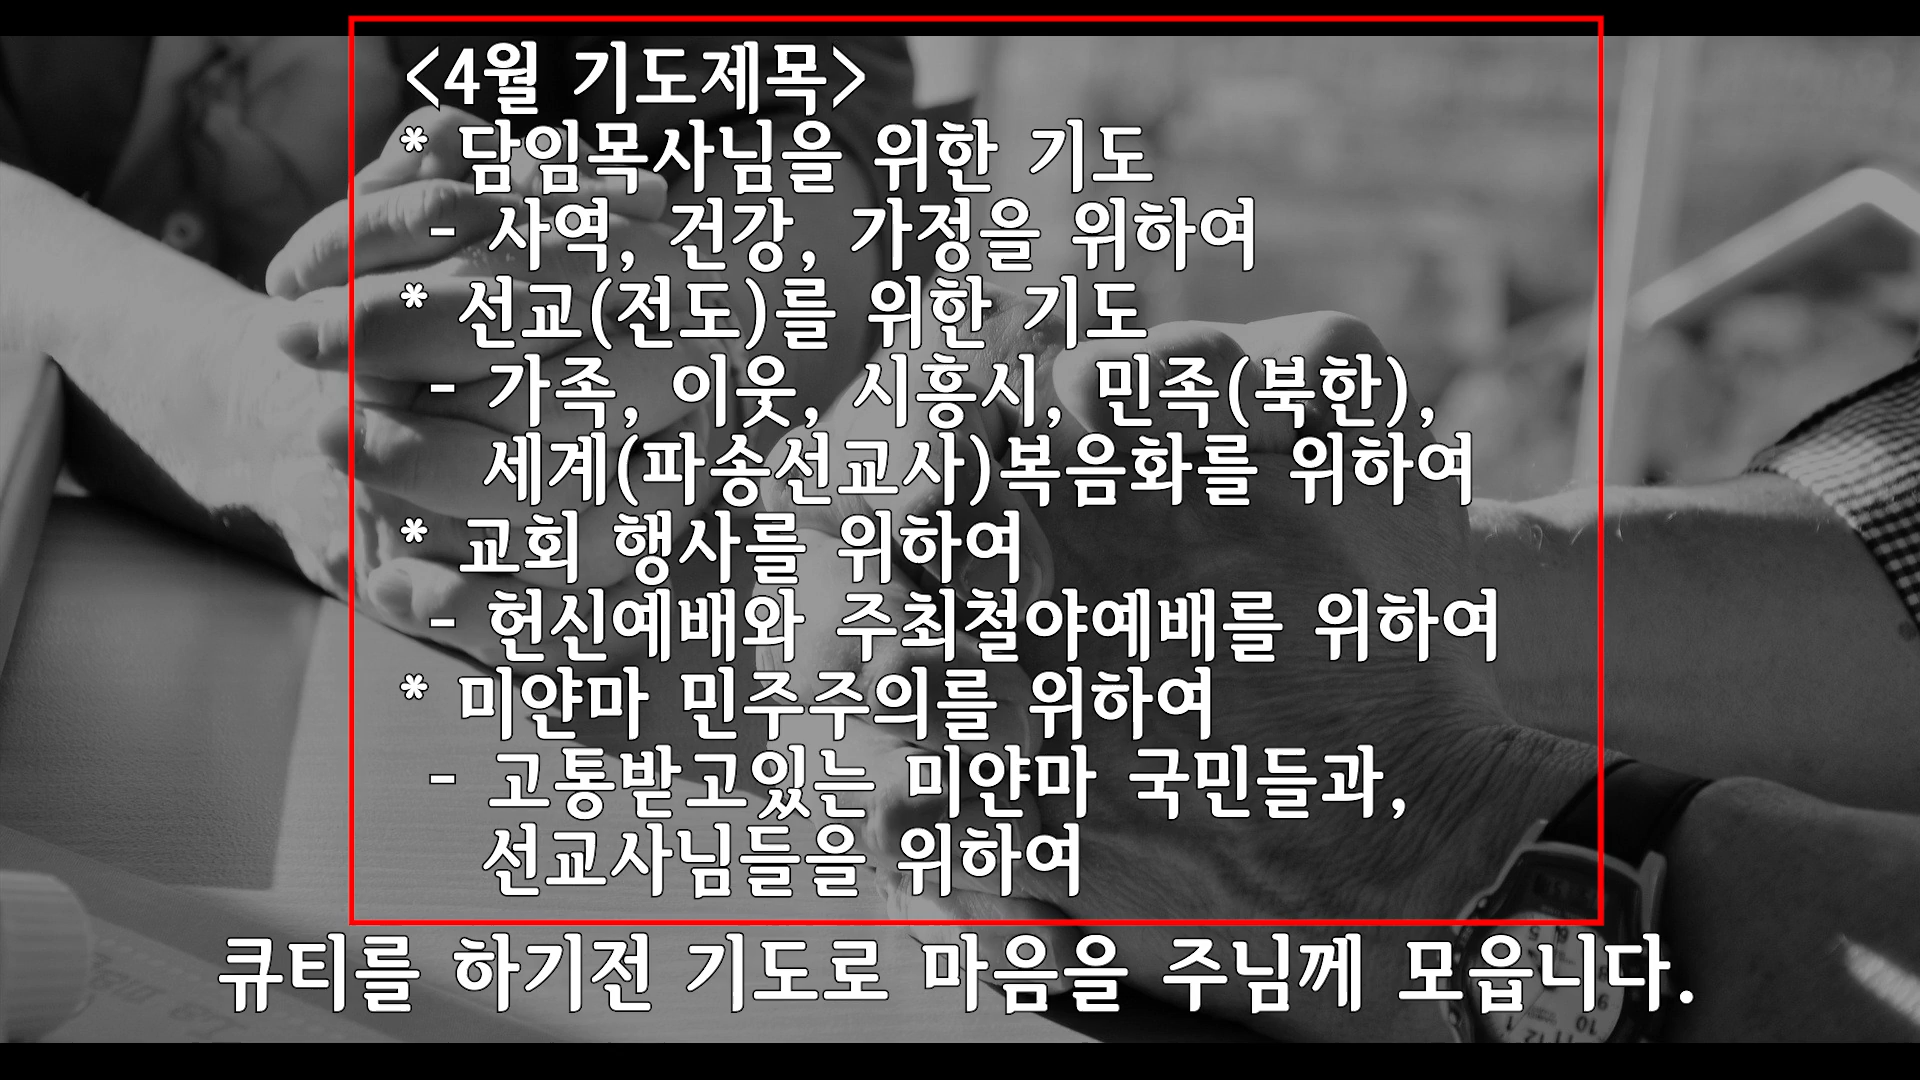 <4월 기도제목>
* 담임목사님을 위한 기도
- 사역, 건강, 가정을 위하여
* 선교(전도)를 위한 기도
- 가족, 이웃, 시흥시, 민족(북한),
세계(파송선교사)복음화를 위하여
* 교회 행사를 위하여
- 헌신예배와 주최철야예배를 위하여
* 미얀마 민주주의를 위하여
- 고통받고있는 미얀마 국민들과,
선교사님들을 위하여
큐티를 하기전 기도로 마음을 주님께 모읍니다.